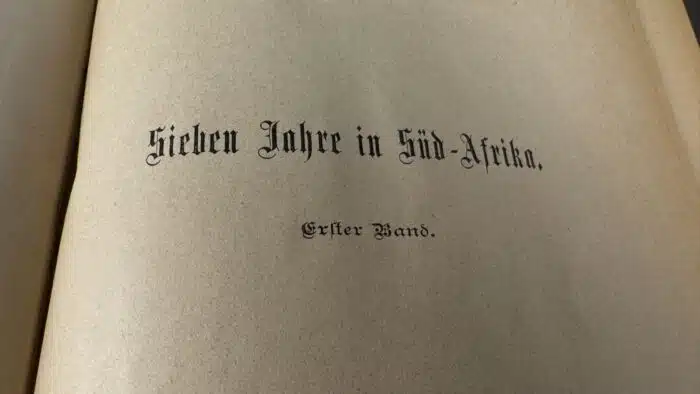 Sieben Jahre in Süd-Afrika.
Erster Band.